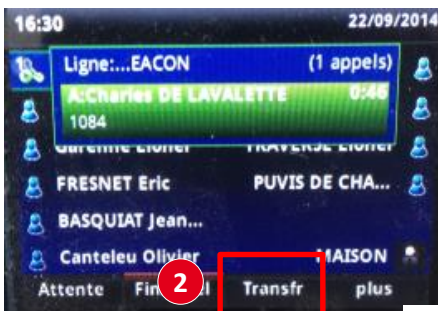 16:30 22/09/2014
Ligne:...EACON (1 appels)
A:Charles DE LAVALETTE 0:46
1084
FRESNET Eric PUVIS DE CHA...
BASQUIAT Jean...
Canteleu Olivier MAISON
Attente Fin 2 Transfr plus